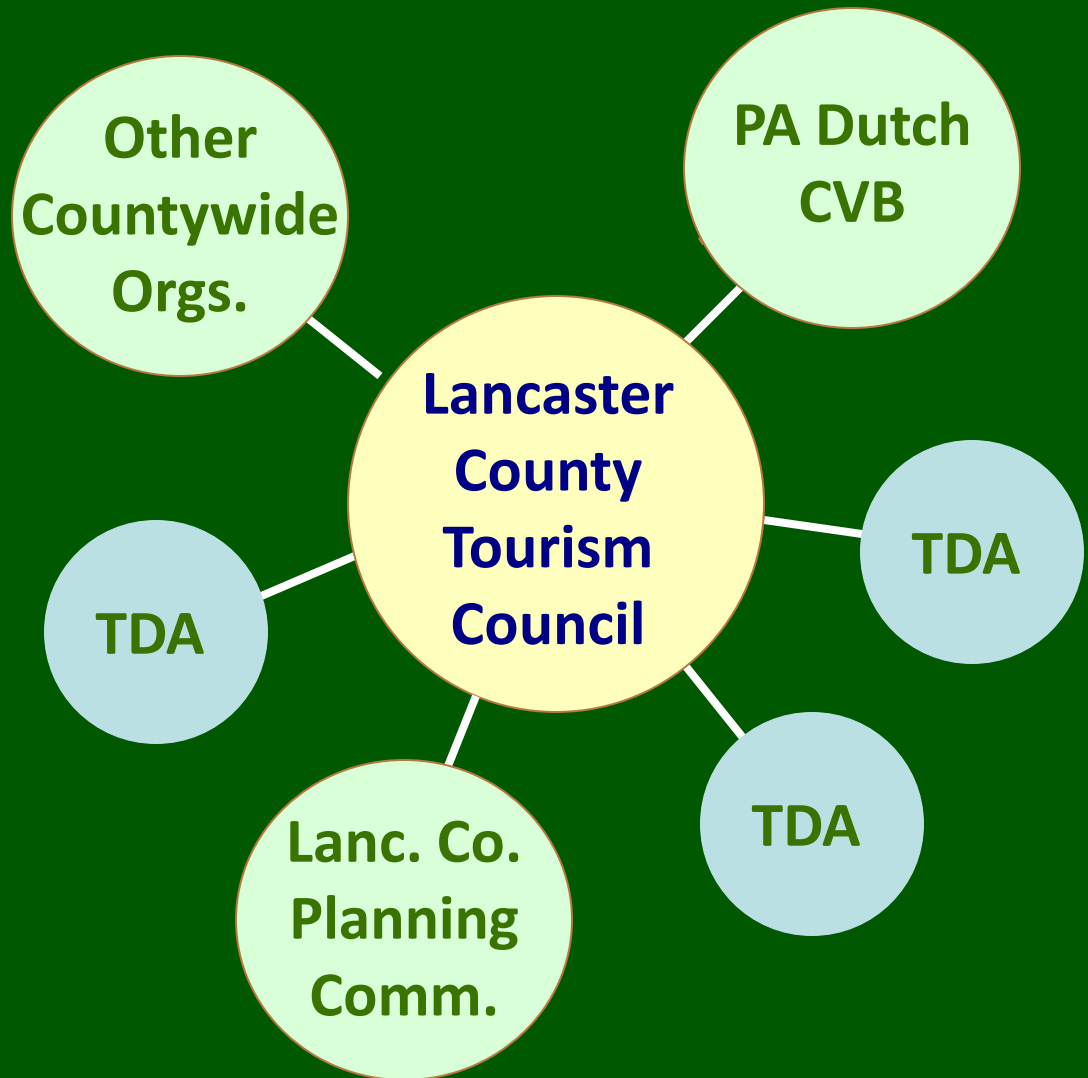 Other
Countywide
Orgs.
PA Dutch
CVB
Lancaster
County
Tourism
Council
TDA
TDA
TDA
Lanc. Co.
Planning
Comm.